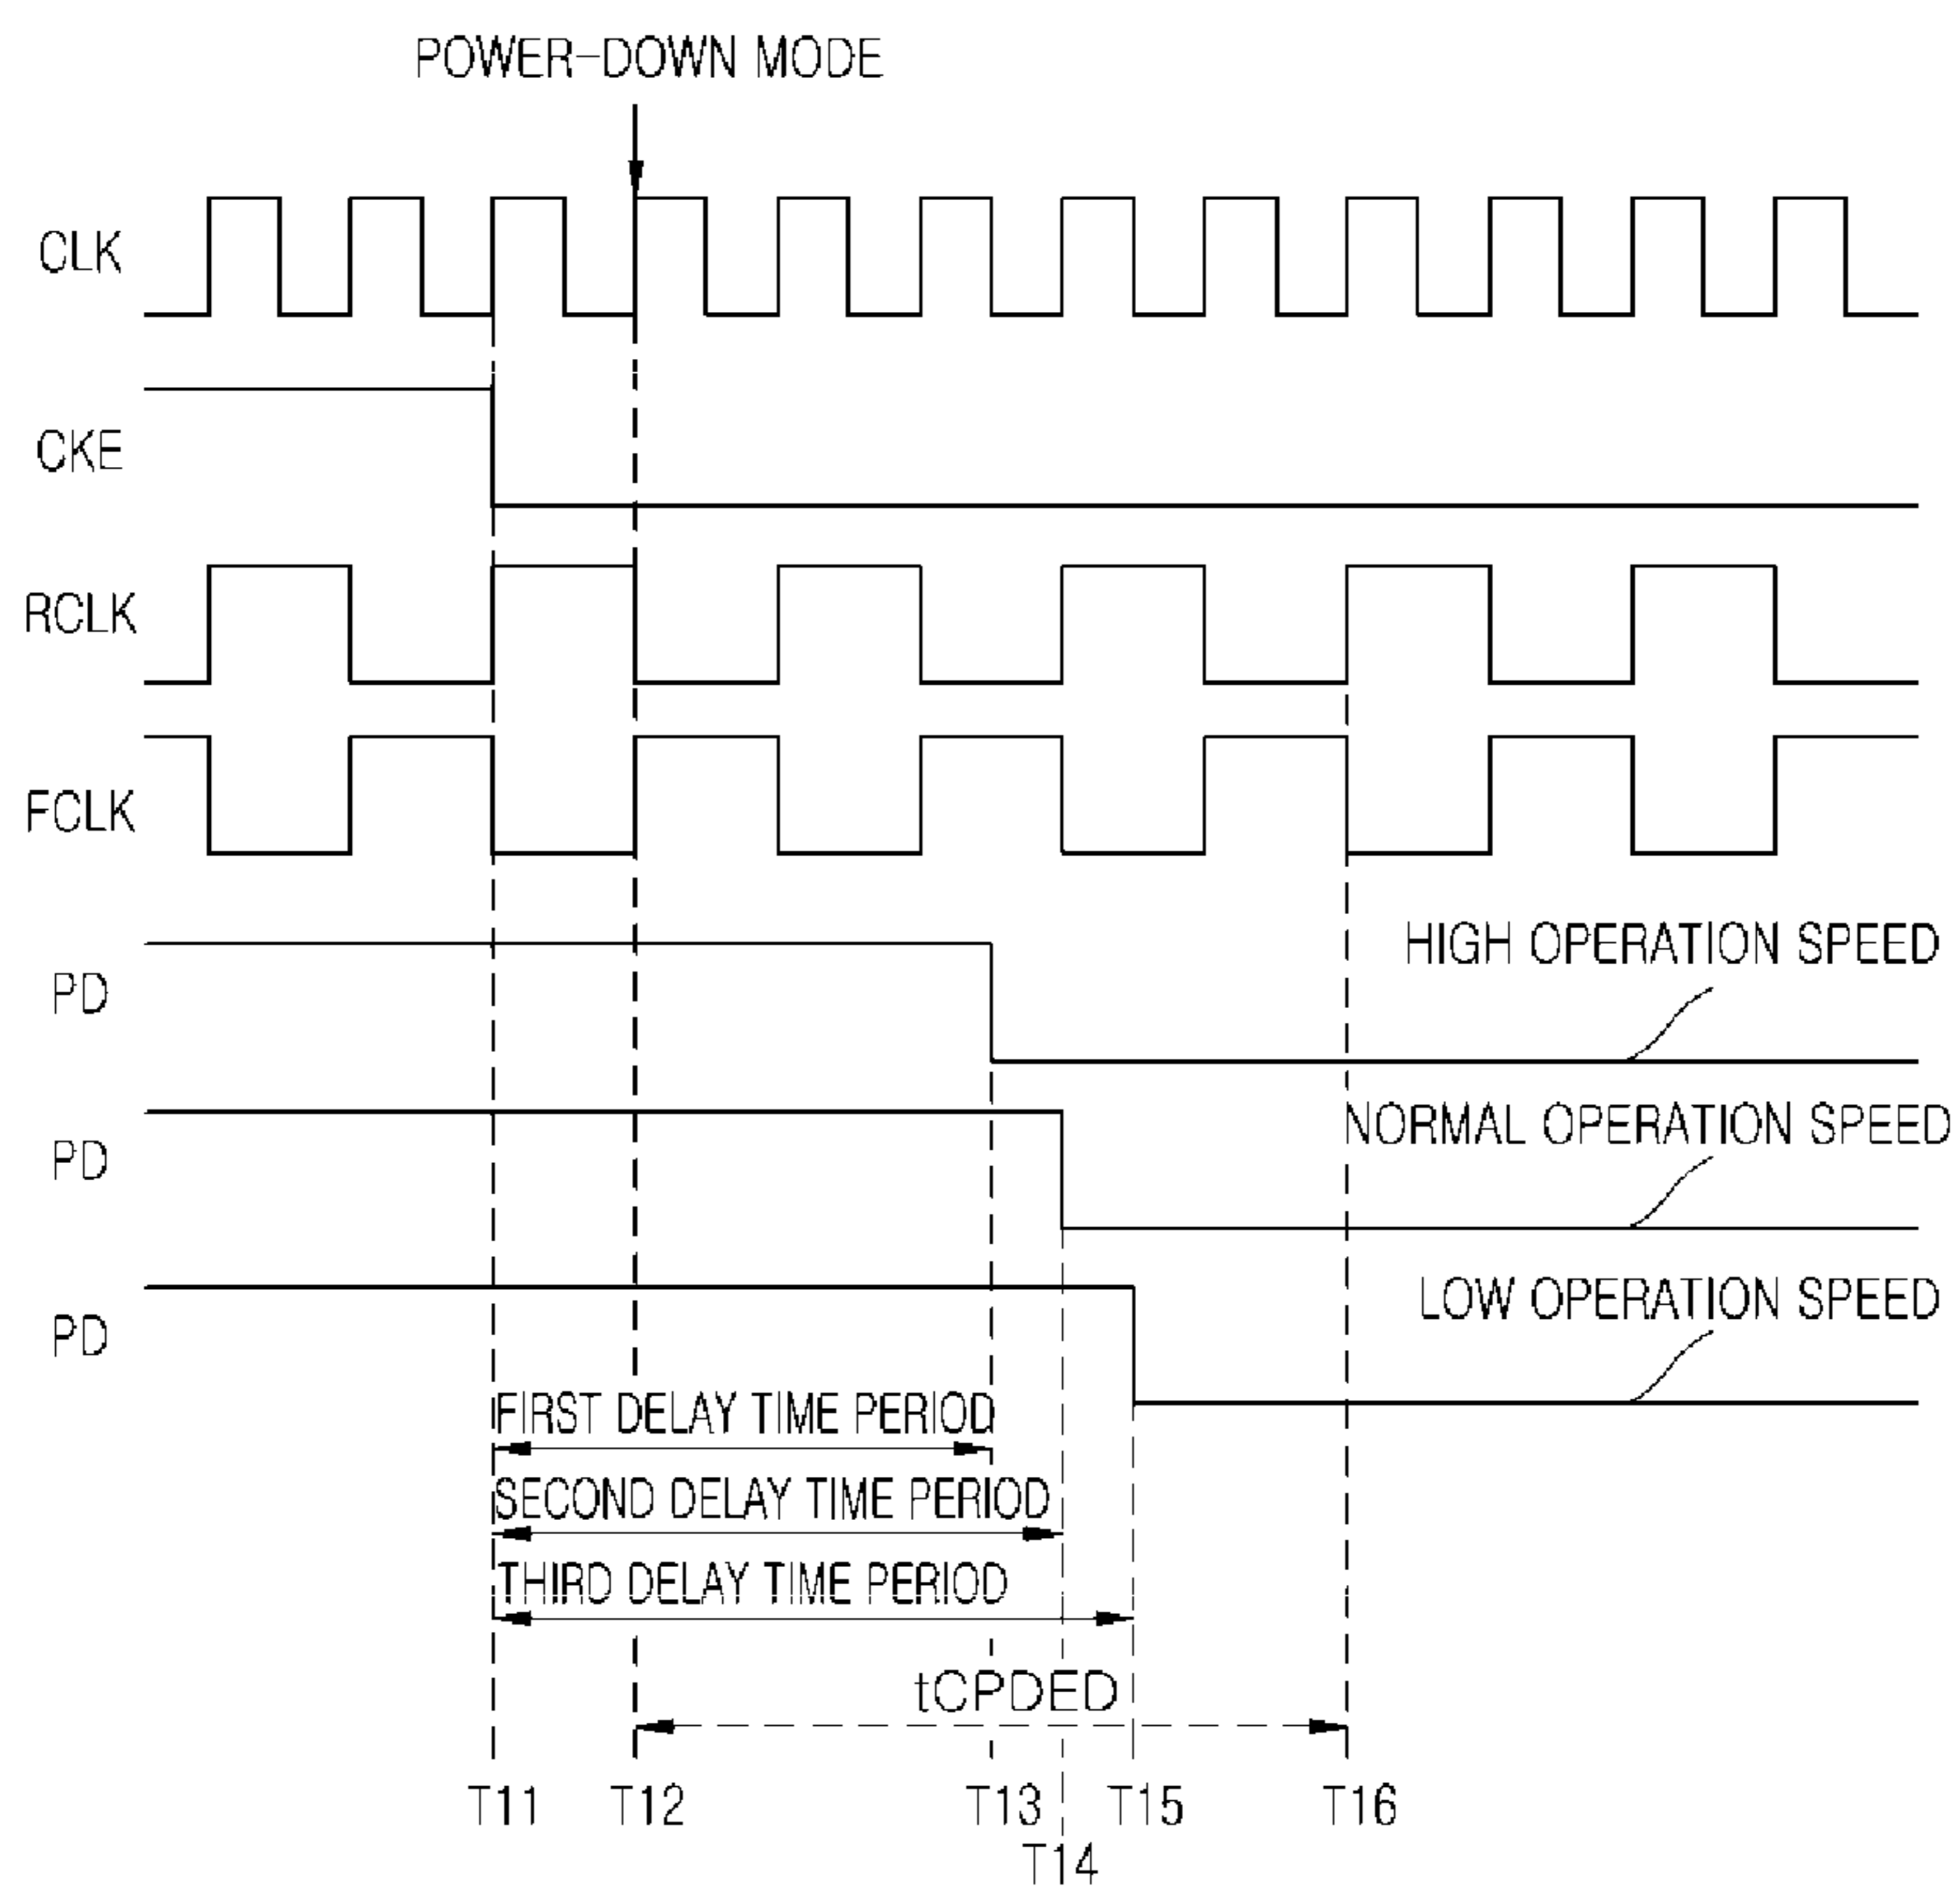 POWER-DOWN MODE
CLK
CKE
RCLK
FCLK
HIGH OPERATION SPEED
PD
NORMAL OPERATION SPEED
PD
LOW OPERATION SPEED
PD
FIRST DELAY TIME PERIOD
SECOND DELAY TIME PERIOD
THIRD DELAY TIME PERIOD
tCPDED
T11 T12 T13 T15 T16
T14